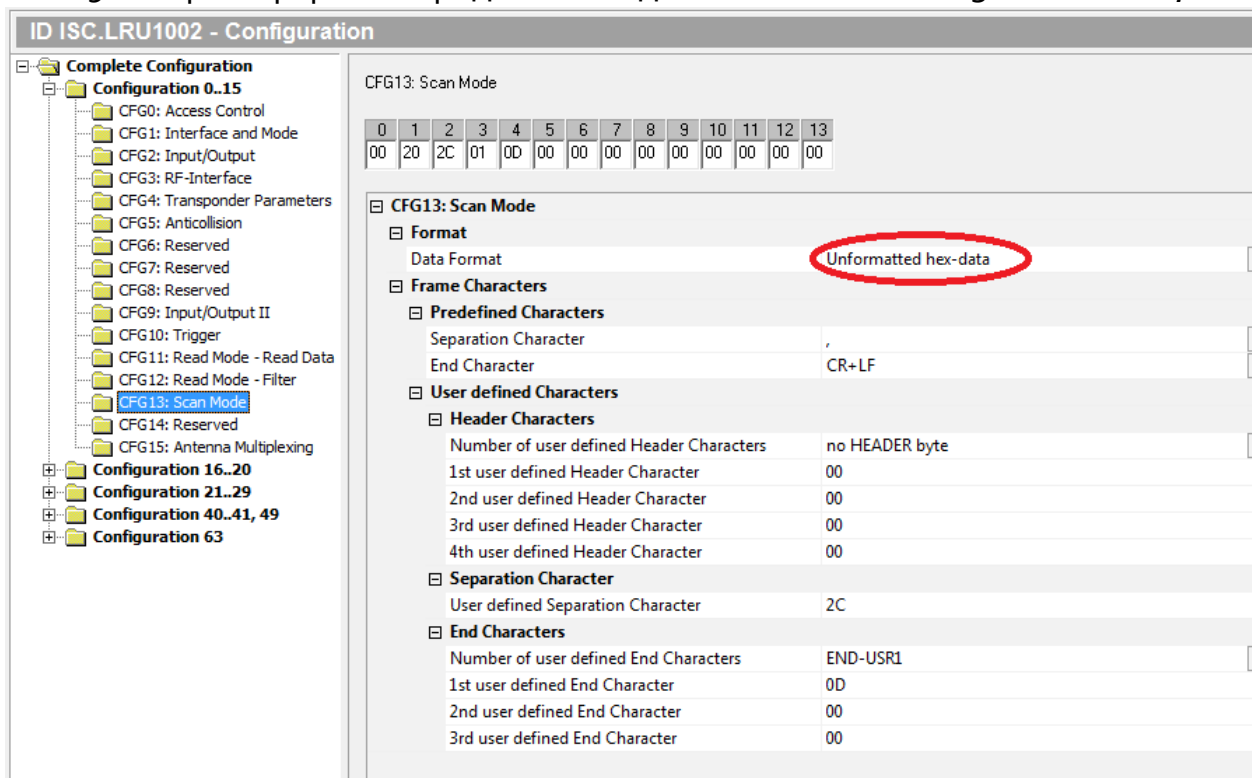 ID ISC.LRU1002 - Configuration
Complete Configuration
Configuration 0..15
CFG0: Access Control
CFG1: Interface and Mode
CFG2: Input/Output
CFG3: RF-Interface
CFG4: Transponder Parameters
CFG5: Anticollision
CFG6: Reserved
CFG7: Reserved
CFG8: Reserved
CFG9: Input/Output II
CFG10: Trigger
CFG11: Read Mode - Read Data
CFG12: Read Mode - Filter
CFG13: Scan Mode
CFG14: Reserved
CFG15: Antenna Multiplexing
Configuration 16..20
Configuration 21..29
Configuration 40..41, 49
Configuration 63
CFG13: Scan Mode
0 1 2 3 4 5 6 7 8 9 10 11 12 13
00 20 2C 01 0D 00 00 00 00 00 00 00 00 00
CFG13: Scan Mode
Format
Data Format Unformatted hex-data
Frame Characters
Predefined Characters
Separation Character ,
End Character CR+LF
User defined Characters
Header Characters
Number of user defined Header Characters no HEADER byte
1st user defined Header Character 00
2nd user defined Header Character 00
3rd user defined Header Character 00
4th user defined Header Character 00
Separation Character
User defined Separation Character 2C
End Characters
Number of user defined End Characters END-USR1
1st user defined End Character 0D
2nd user defined End Character 00
3rd user defined End Character 00